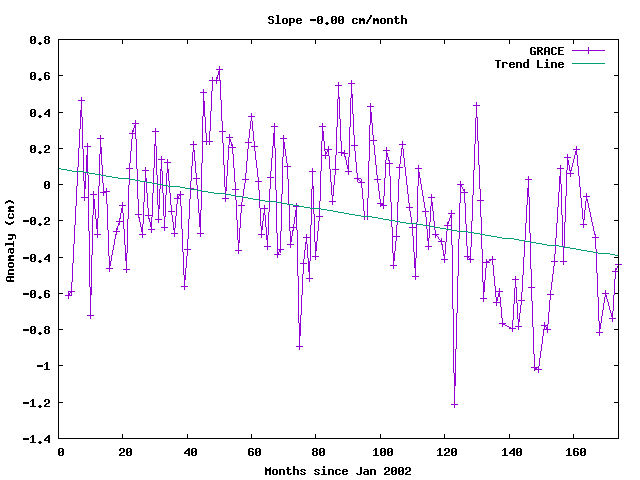 Slope -0.00 cm/month
GRACE
Trend Line
0.8
0.6
0.4
0.2
0
-0.2
-0.4
-0.6
-0.8
-1
-1.2
-1.4
Anomaly (cm)
0 20 40 60 80 100 120 140 160
Months since Jan 2002